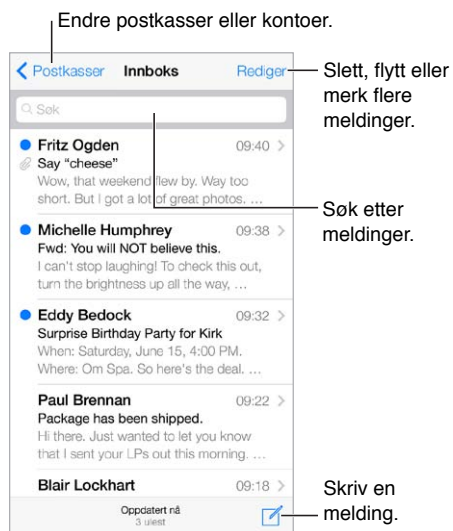 Endre postkasser eller kontoer.
Postkasser Innboks Rediger
Slett, flytt eller
merk flere
meldinger.
Søk
Fritz Ogden 09:40
Say “cheese”
Wow, that weekend flew by. Way too
short. But I got a lot of great photos. …
Søk etter
meldinger.
Michelle Humphrey 09:38
Fwd: You will NOT believe this.
I can't stop laughing! To check this out,
turn the brightness up all the way, …
Eddy Bedock 09:32
Surprise Birthday Party for Kirk
When: Saturday, June 15, 4:00 PM.
Where: Om Spa. So here's the deal. …
Paul Brennan 09:22
Package has been shipped.
Hi there. Just wanted to let you know
that I sent your LPs out this morning. …
Blair Lockhart 09:18
Oppdatert nå
3 ulest
Skriv en
melding.